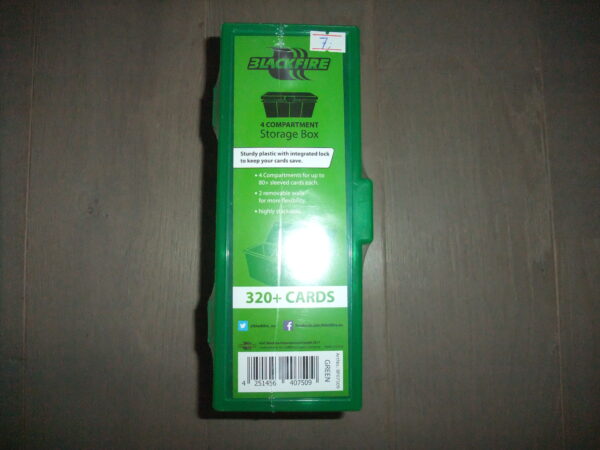 7,-
BLACKFIRE
4 COMPARTMENT
Storage Box
Sturdy plastic with integrated lock
to keep your cards save.
• 4 Compartments for up to
80+ sleeved cards each.
• 2 removable walls
for more flexibility.
• highly stackable.
320+ CARDS
GREEN
4 251456 407509